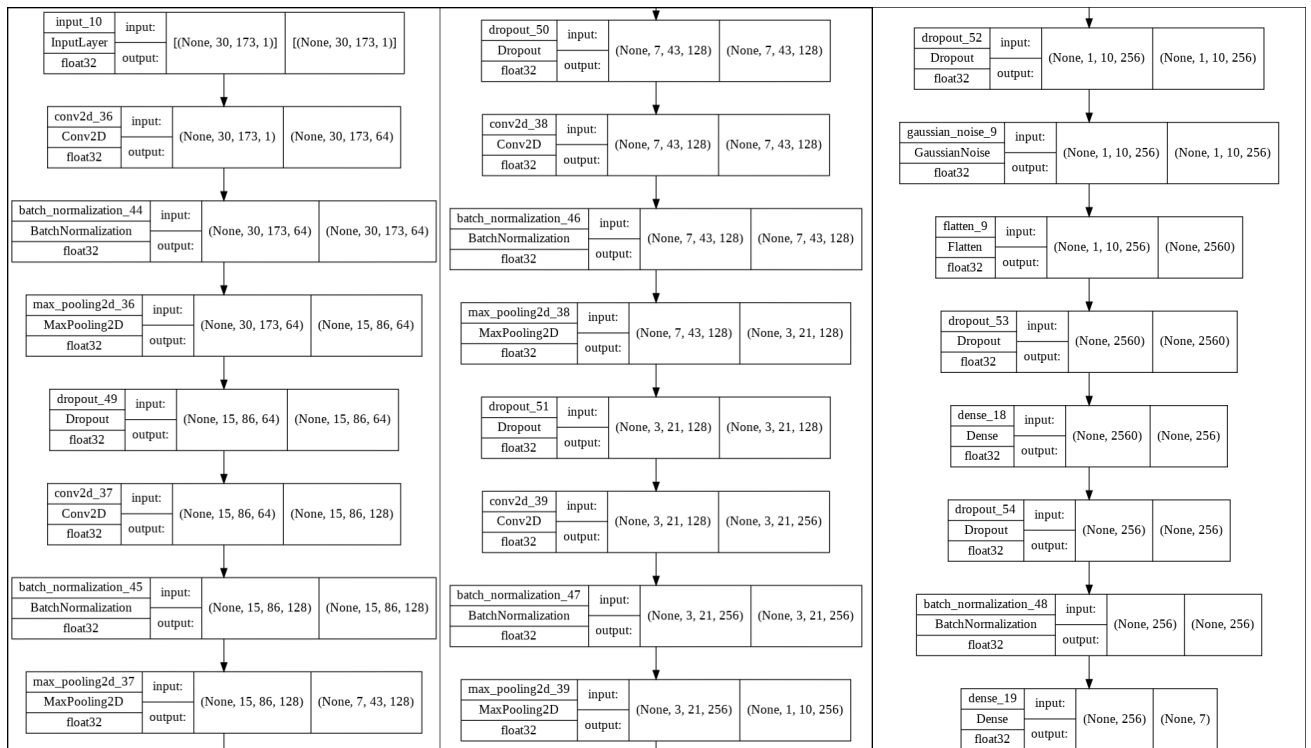 input_10
InputLayer
float32
input:
output:
[(None, 30, 173, 1)]
[(None, 30, 173, 1)]
conv2d_36
Conv2D
float32
input:
output:
(None, 30, 173, 1)
(None, 30, 173, 64)
batch_normalization_44
BatchNormalization
float32
input:
output:
(None, 30, 173, 64)
(None, 30, 173, 64)
max_pooling2d_36
MaxPooling2D
float32
input:
output:
(None, 30, 173, 64)
(None, 15, 86, 64)
dropout_49
Dropout
float32
input:
output:
(None, 15, 86, 64)
(None, 15, 86, 64)
conv2d_37
Conv2D
float32
input:
output:
(None, 15, 86, 64)
(None, 15, 86, 128)
batch_normalization_45
BatchNormalization
float32
input:
output:
(None, 15, 86, 128)
(None, 15, 86, 128)
max_pooling2d_37
MaxPooling2D
float32
input:
output:
(None, 15, 86, 128)
(None, 7, 43, 128)
dropout_50
Dropout
float32
input:
output:
(None, 7, 43, 128)
(None, 7, 43, 128)
conv2d_38
Conv2D
float32
input:
output:
(None, 7, 43, 128)
(None, 7, 43, 128)
batch_normalization_46
BatchNormalization
float32
input:
output:
(None, 7, 43, 128)
(None, 7, 43, 128)
max_pooling2d_38
MaxPooling2D
float32
input:
output:
(None, 7, 43, 128)
(None, 3, 21, 128)
dropout_51
Dropout
float32
input:
output:
(None, 3, 21, 128)
(None, 3, 21, 128)
conv2d_39
Conv2D
float32
input:
output:
(None, 3, 21, 128)
(None, 3, 21, 256)
batch_normalization_47
BatchNormalization
float32
input:
output:
(None, 3, 21, 256)
(None, 3, 21, 256)
max_pooling2d_39
MaxPooling2D
float32
input:
output:
(None, 3, 21, 256)
(None, 1, 10, 256)
dropout_52
Dropout
float32
input:
output:
(None, 1, 10, 256)
(None, 1, 10, 256)
gaussian_noise_9
GaussianNoise
float32
input:
output:
(None, 1, 10, 256)
(None, 1, 10, 256)
flatten_9
Flatten
float32
input:
output:
(None, 1, 10, 256)
(None, 2560)
dropout_53
Dropout
float32
input:
output:
(None, 2560)
(None, 2560)
dense_18
Dense
float32
input:
output:
(None, 2560)
(None, 256)
dropout_54
Dropout
float32
input:
output:
(None, 256)
(None, 256)
batch_normalization_48
BatchNormalization
float32
input:
output:
(None, 256)
(None, 256)
dense_19
Dense
float32
input:
output:
(None, 256)
(None, 7)